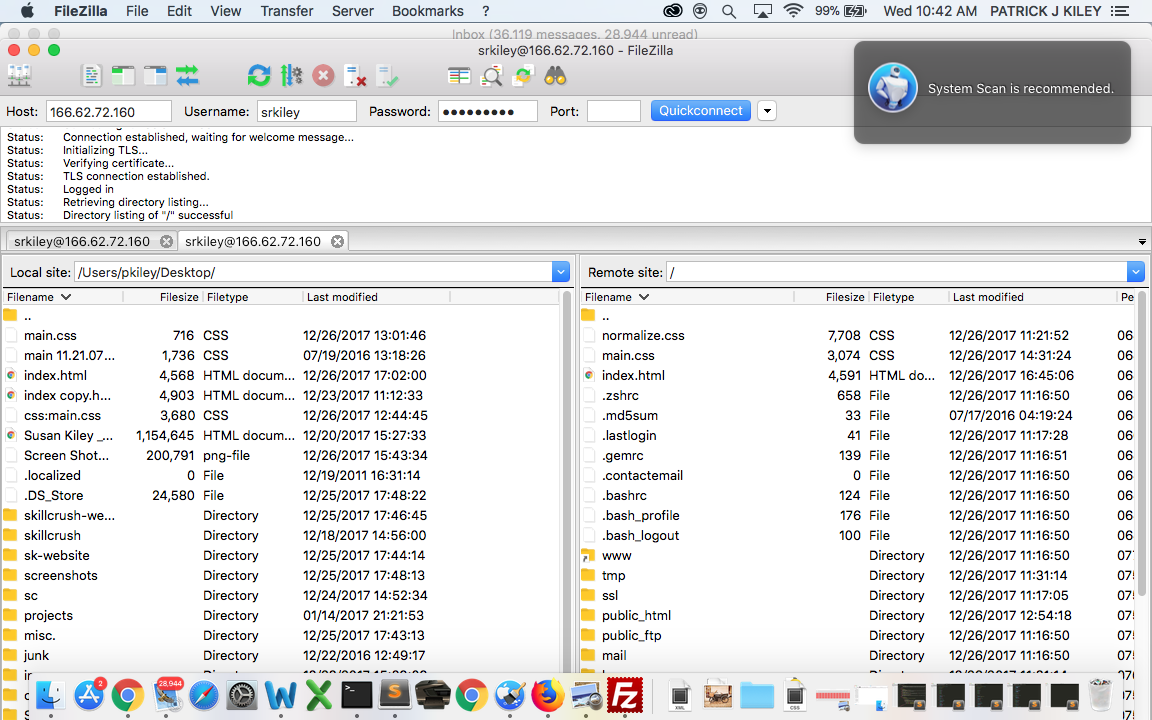 FileZilla File Edit View Transfer Server Bookmarks ? 99% Wed 10:42 AM PATRICK J KILEY
Inbox (36,119 messages, 28,944 unread)
srkiley@166.62.72.160 - FileZilla
System Scan is recommended.
Host: 166.62.72.160 Username: srkiley Password: ●●●●●●●●● Port: Quickconnect
Status: Connection established, waiting for welcome message...
Status: Initializing TLS...
Status: Verifying certificate...
Status: TLS connection established.
Status: Logged in
Status: Retrieving directory listing...
Status: Directory listing of "/" successful
srkiley@166.62.72.160 srkiley@166.62.72.160
Local site: /Users/pkiley/Desktop/
Filename Filesize Filetype Last modified
..
main.css 716 CSS 12/26/2017 13:01:46
main 11.21.07... 1,736 CSS 07/19/2016 13:18:26
index.html 4,568 HTML docum... 12/26/2017 17:02:00
index copy.h... 4,903 HTML docum... 12/23/2017 11:12:33
css:main.css 3,680 CSS 12/26/2017 12:44:45
Susan Kiley _... 1,154,645 HTML docum... 12/20/2017 15:27:33
Screen Shot... 200,791 png-file 12/26/2017 15:43:34
.localized 0 File 12/19/2011 16:31:14
.DS_Store 24,580 File 12/25/2017 17:48:22
skillcrush-we... Directory 12/25/2017 17:46:45
skillcrush Directory 12/18/2017 14:56:00
sk-website Directory 12/25/2017 17:44:14
screenshots Directory 12/25/2017 17:48:13
sc Directory 12/24/2017 14:52:34
projects Directory 01/14/2017 21:21:53
misc. Directory 12/25/2017 17:43:13
junk Directory 12/22/2016 12:49:17
Remote site: /
Filename Filesize Filetype Last modified Pe
..
normalize.css 7,708 CSS 12/26/2017 11:21:52 06
main.css 3,074 CSS 12/26/2017 14:31:24 06
index.html 4,591 HTML do... 12/26/2017 16:45:06 06
.zshrc 658 File 12/26/2017 11:16:50 06
.md5sum 33 File 07/17/2016 04:19:24 06
.lastlogin 41 File 12/26/2017 11:17:28 06
.gemrc 139 File 12/26/2017 11:16:51 06
.contactemail 0 File 12/26/2017 11:16:50 06
.bashrc 124 File 12/26/2017 11:16:50 06
.bash_profile 176 File 12/26/2017 11:16:50 06
.bash_logout 100 File 12/26/2017 11:16:50 06
www Directory 12/26/2017 11:16:50 07
tmp Directory 12/26/2017 11:31:14 07
ssl Directory 12/26/2017 11:17:05 07
public_html Directory 12/26/2017 12:54:18 07
public_ftp Directory 12/26/2017 11:16:50 07
mail Directory 12/26/2017 11:16:50 07
2
28,944
XML
CSS